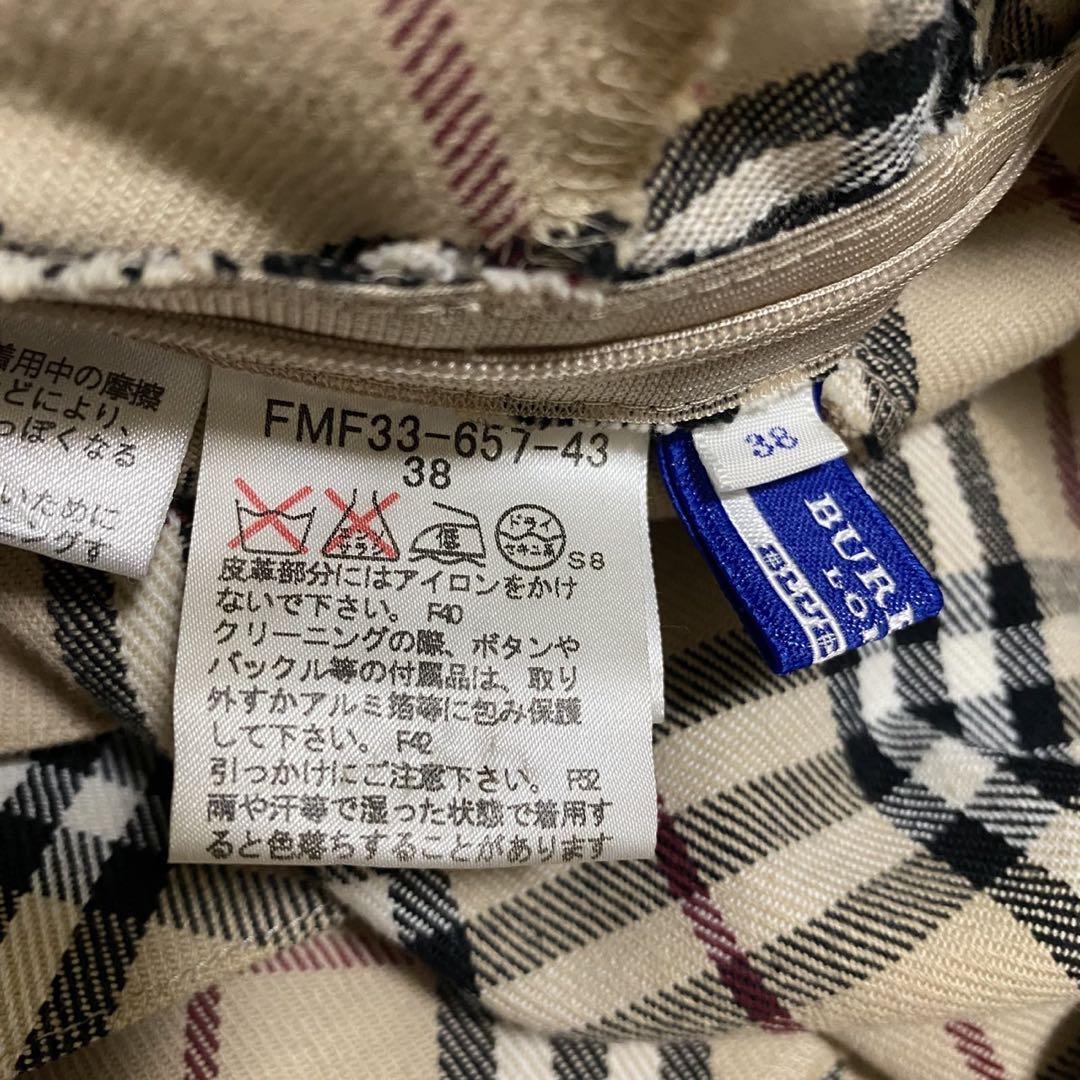 着用中の摩擦
などにより、
っぽくなる
いために
ングす
FMF33-657-43
38
低
ドライ
セキユ系
S8
皮革部分にはアイロンをかけ
ないで下さい。 F40
クリーニングの際、ボタンや
バックル等の付属品は、取り
外すかアルミ箔等に包み保護
して下さい。 F42
引っかけにご注意下さい。 F52
雨や汗等で湿った状態で着用す
ると色落ちすることがあります
38
BUR
LO